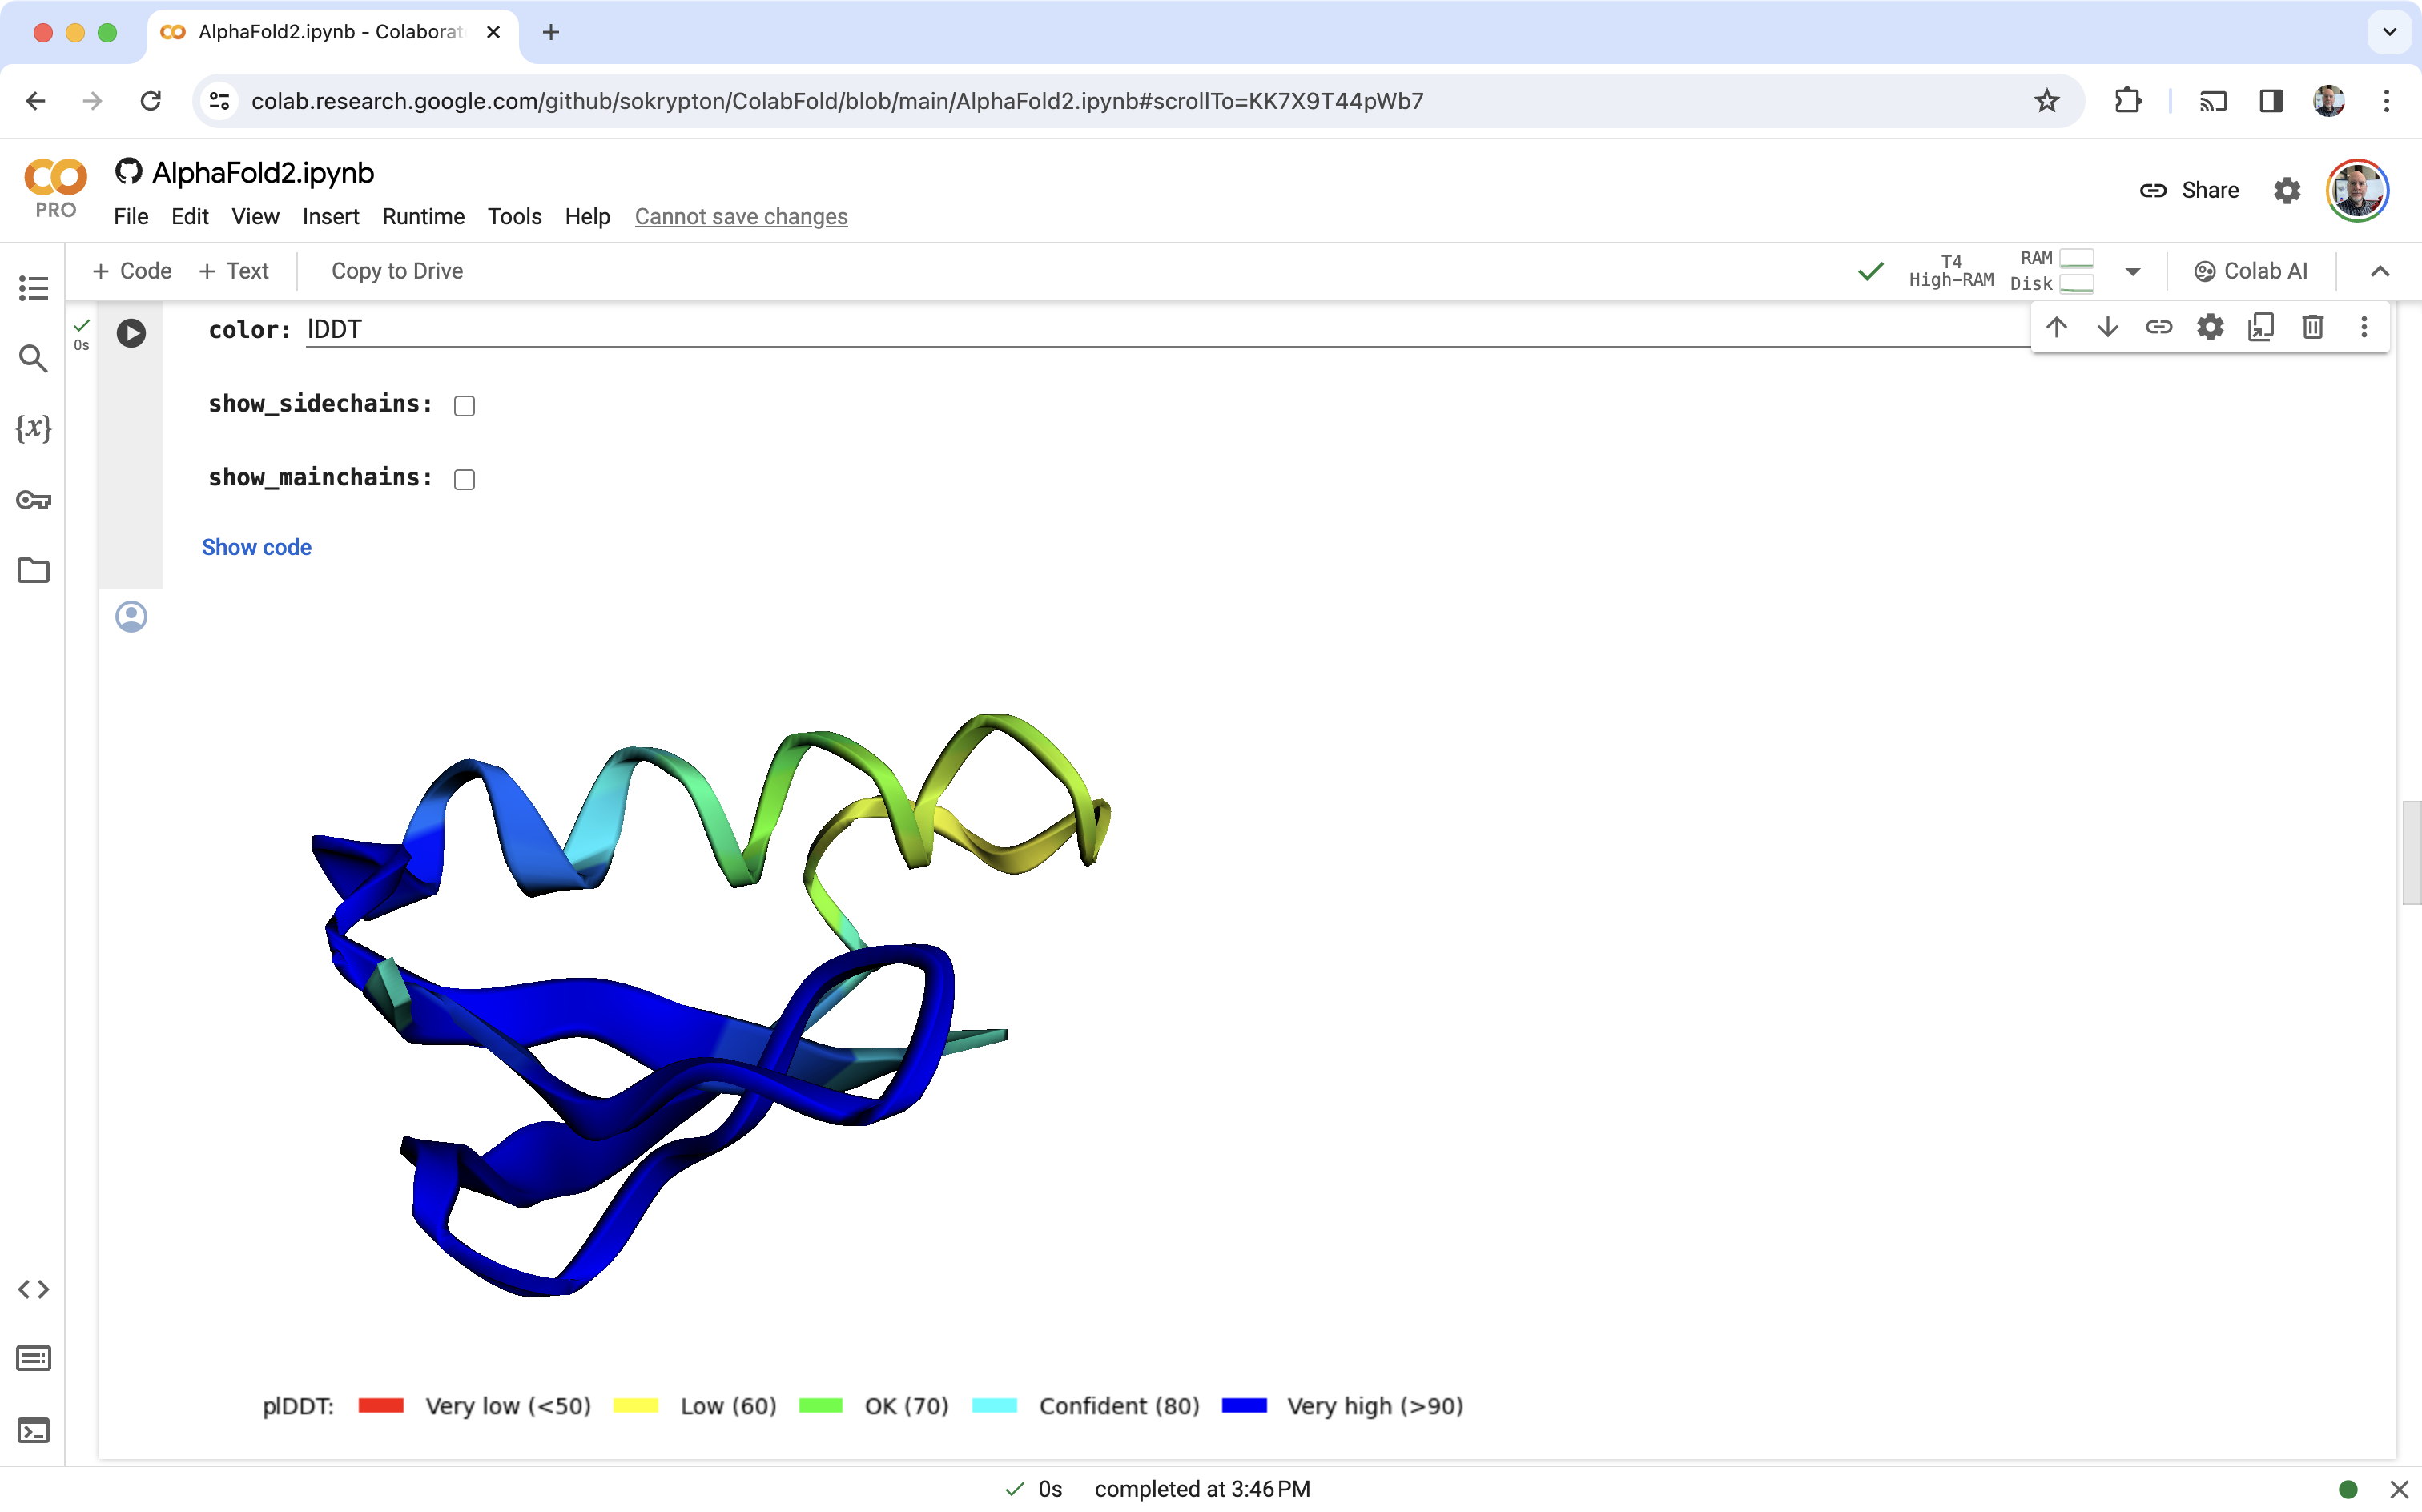 AlphaFold2.ipynb - Colaborat
colab.research.google.com/github/sokrypton/ColabFold/blob/main/AlphaFold2.ipynb#scrollTo=KK7X9T44pWb7
AlphaFold2.ipynb
PRO
File Edit View Insert Runtime Tools Help Cannot save changes
Share
+ Code + Text Copy to Drive
T4
High-RAM
RAM
Disk
Colab AI
0s
color: lDDT
show_sidechains:
show_mainchains:
Show code
{x}
plDDT: Very low (<50) Low (60) OK (70) Confident (80) Very high (>90)
0s completed at 3:46 PM